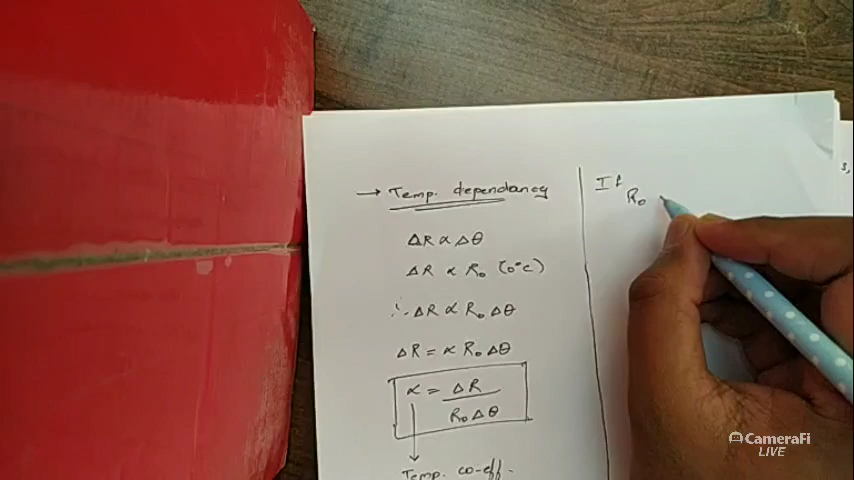 → Temp. dependancy
ΔR ∝ Δθ
ΔR ∝ R₀ (0°C)
∴ ΔR ∝ R₀ Δθ
ΔR = ∝ R₀ Δθ
∝ = ΔR / R₀ Δθ
Temp. co-eff.
If
R₀
CameraFi
LIVE